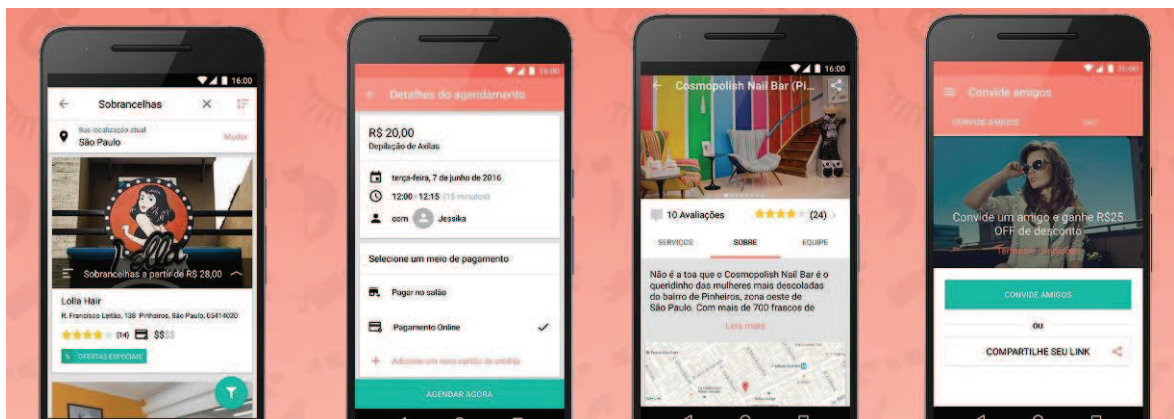 16:00
Sobrancelhas
Sua localização atual
São Paulo
Mudar
Lolla
Sobrancelhas a partir de R$ 28,00
Lolla Hair
R. Francisco Leitão, 138 Pinheiros, São Paulo, 05414020
(14) $$$$
OFERTAS ESPECIAIS
16:00
Detalhes do agendamento
R$ 20,00
Depilação de Axilas
terça-feira, 7 de junho de 2016
12:00 - 12:15 (15 minutos)
com Jessika
Selecione um meio de pagamento
Pagar no salão
Pagamento Online
+ Adicione um novo cartão de crédito
AGENDAR AGORA
16:00
Cosmopolish Nail Bar (Pi...
10 Avaliações (24)
SERVIÇOS SOBRE EQUIPE
Não é a toa que o Cosmopolish Nail Bar é o
queridinho das mulheres mais descoladas
do bairro de Pinheiros, zona oeste de
São Paulo. Com mais de 700 frascos de
Leia mais
16:00
Convide amigos
CONVIDE AMIGOS SAC
Convide um amigo e ganhe R$25
OFF de desconto
Termos e condições
CONVIDE AMIGOS
OU
COMPARTILHE SEU LINK